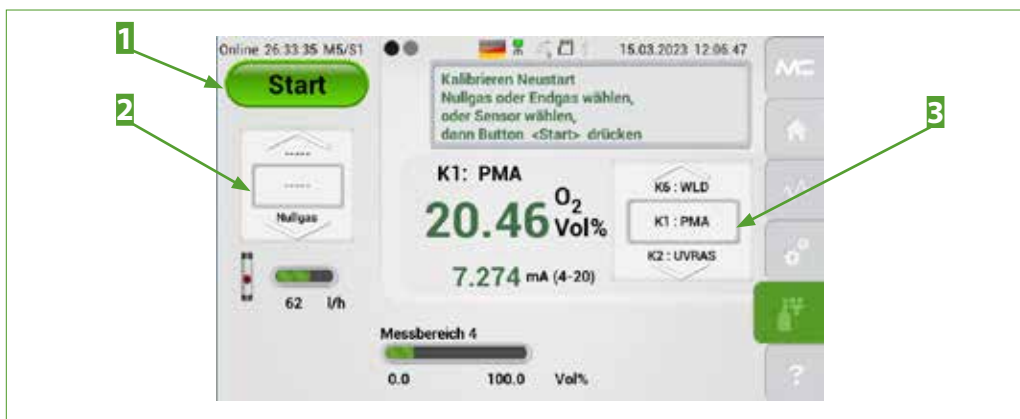 1
2
3
Online 26:33:35 M5/S1
15.03.2023 12:06:47
MC
Start
Kalibrieren Neustart
Nullgas oder Endgas wählen,
oder Sensor wählen,
dann Button <Start> drücken
-----
-----
Nullgas
62 l/h
K1: PMA
20.46 O2 Vol%
7.274 mA (4-20)
K6 : WLD
K1 : PMA
K2 : UVRAS
Messbereich 4
0.0 100.0 Vol%
?